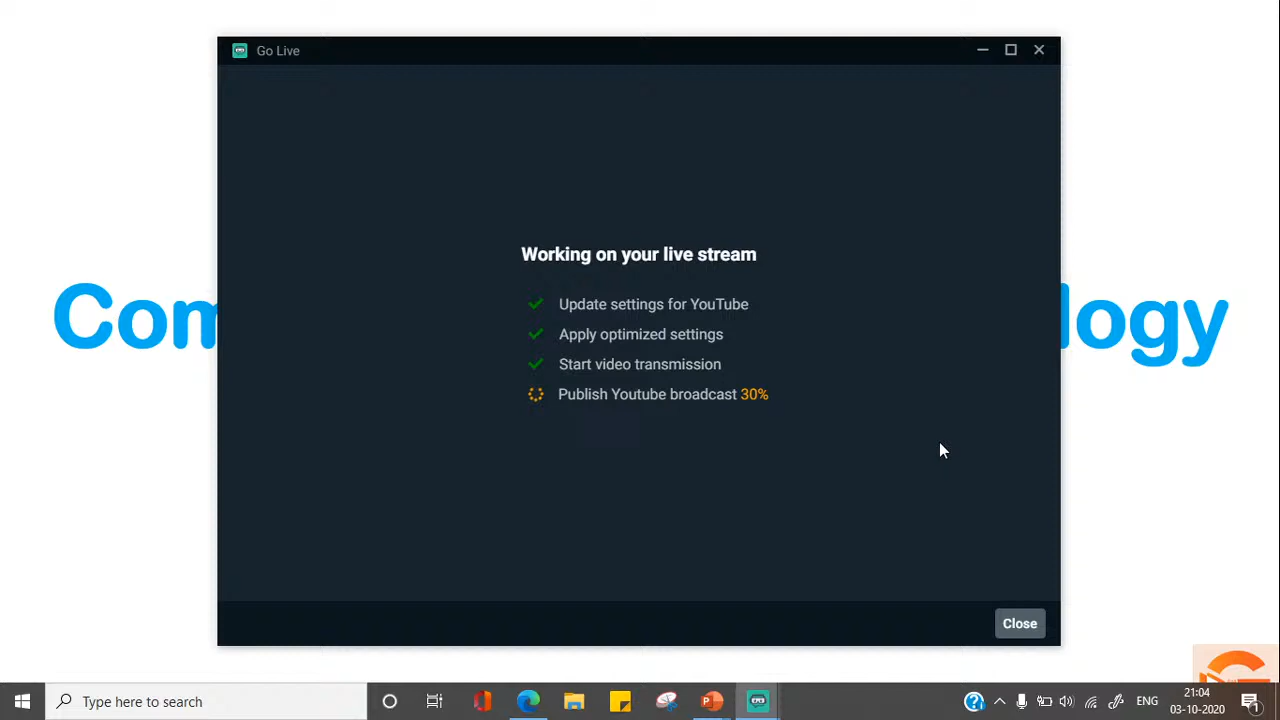 Go Live
Working on your live stream
Com
logy
Update settings for YouTube
Apply optimized settings
Start video transmission
Publish Youtube broadcast 30%
Close
Type here to search
ENG
21:04
03-10-2020
1